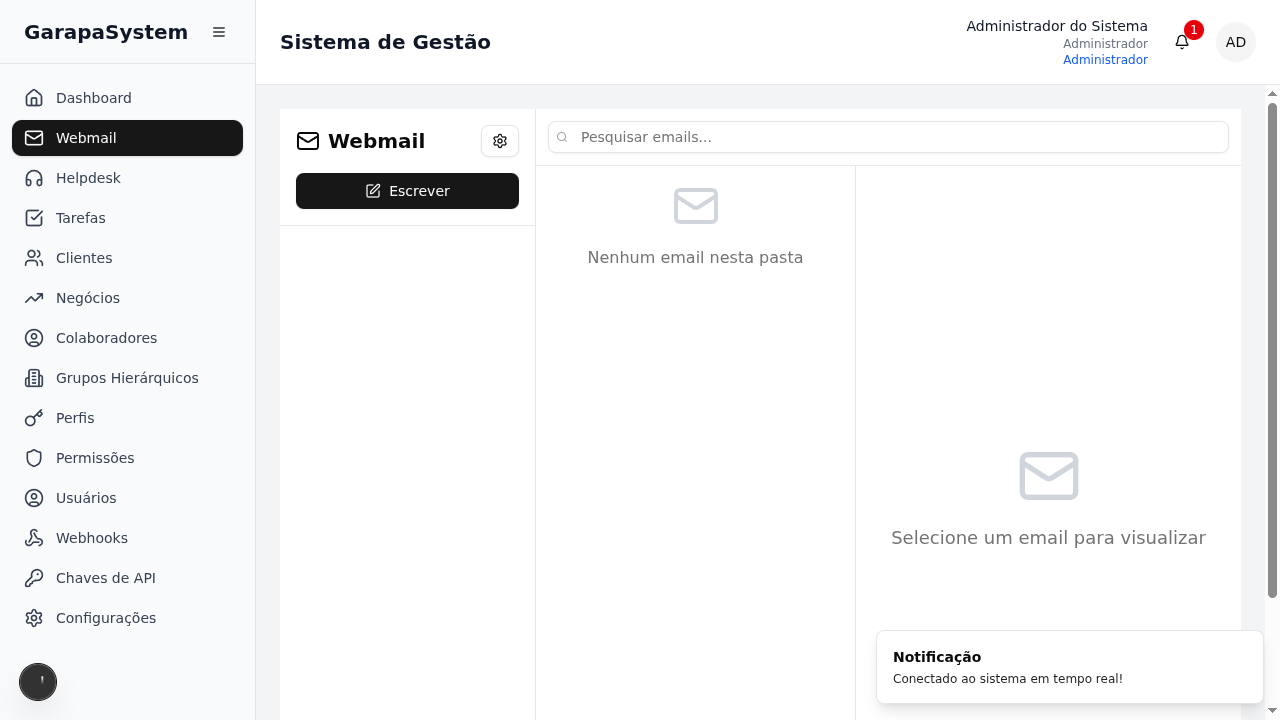 GarapaSystem
Dashboard
Webmail
Helpdesk
Tarefas
Clientes
Negócios
Colaboradores
Grupos Hierárquicos
Perfis
Permissões
Usuários
Webhooks
Chaves de API
Configurações
Sistema de Gestão
Administrador do Sistema
Administrador
Administrador
1
AD
Webmail
Escrever
Pesquisar emails...
Nenhum email nesta pasta
Selecione um email para visualizar
Notificação
Conectado ao sistema em tempo real!